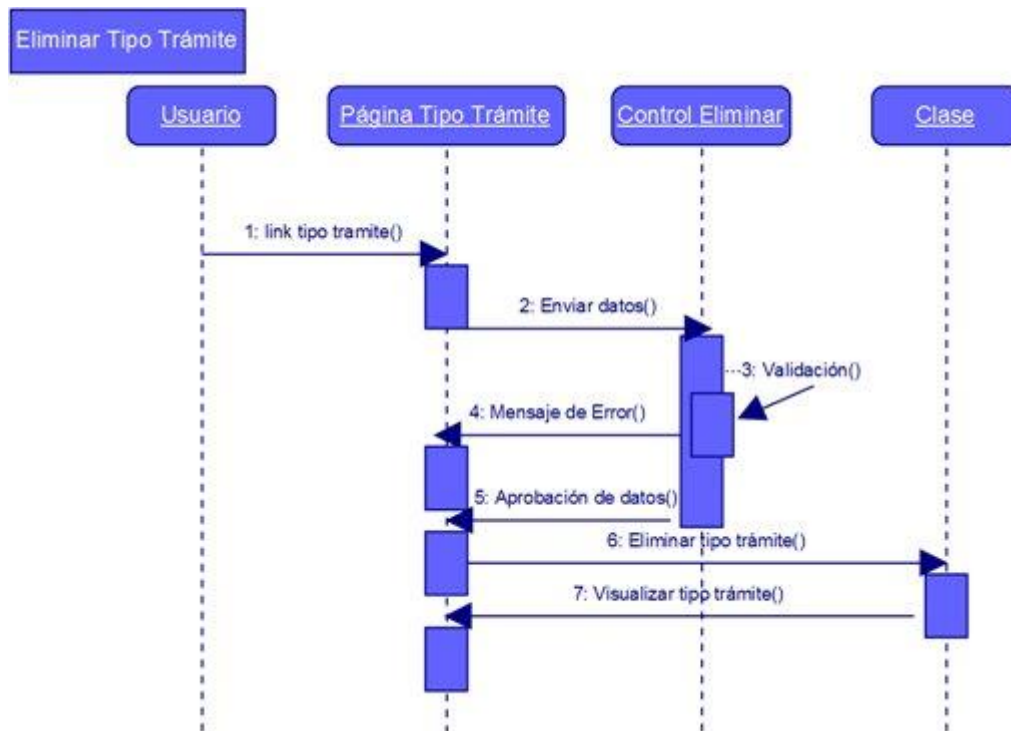 Eliminar Tipo Trámite
Usuario
Página Tipo Trámite
Control Eliminar
Clase
1: link tipo tramite()
2: Enviar datos()
3: Validación()
4: Mensaje de Error()
5: Aprobación de datos()
6: Eliminar tipo trámite()
7: Visualizar tipo trámite()